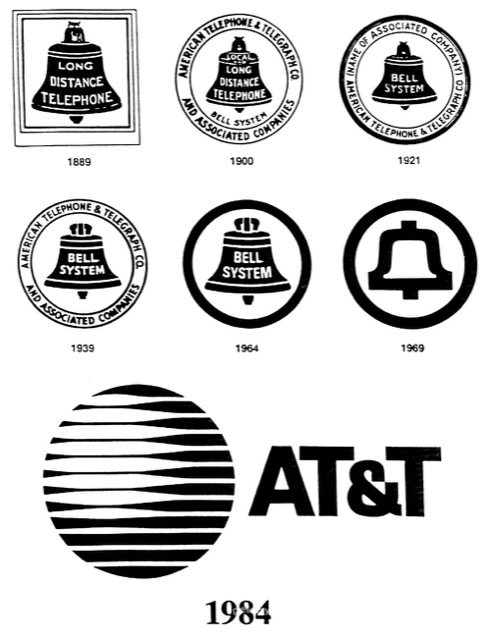 LONG
DISTANCE
TELEPHONE
1889
AMERICAN TELEPHONE & TELEGRAPH CO
LOCAL
LONG
DISTANCE
TELEPHONE
BELL SYSTEM
AND ASSOCIATED COMPANIES
1900
(NAME OF ASSOCIATED COMPANY)
BELL
SYSTEM
AMERICAN TELEPHONE & TELEGRAPH CO.
1921
AMERICAN TELEPHONE & TELEGRAPH CO.
BELL
SYSTEM
AND ASSOCIATED COMPANIES
1939
BELL
SYSTEM
1964
1969
AT&T
1984